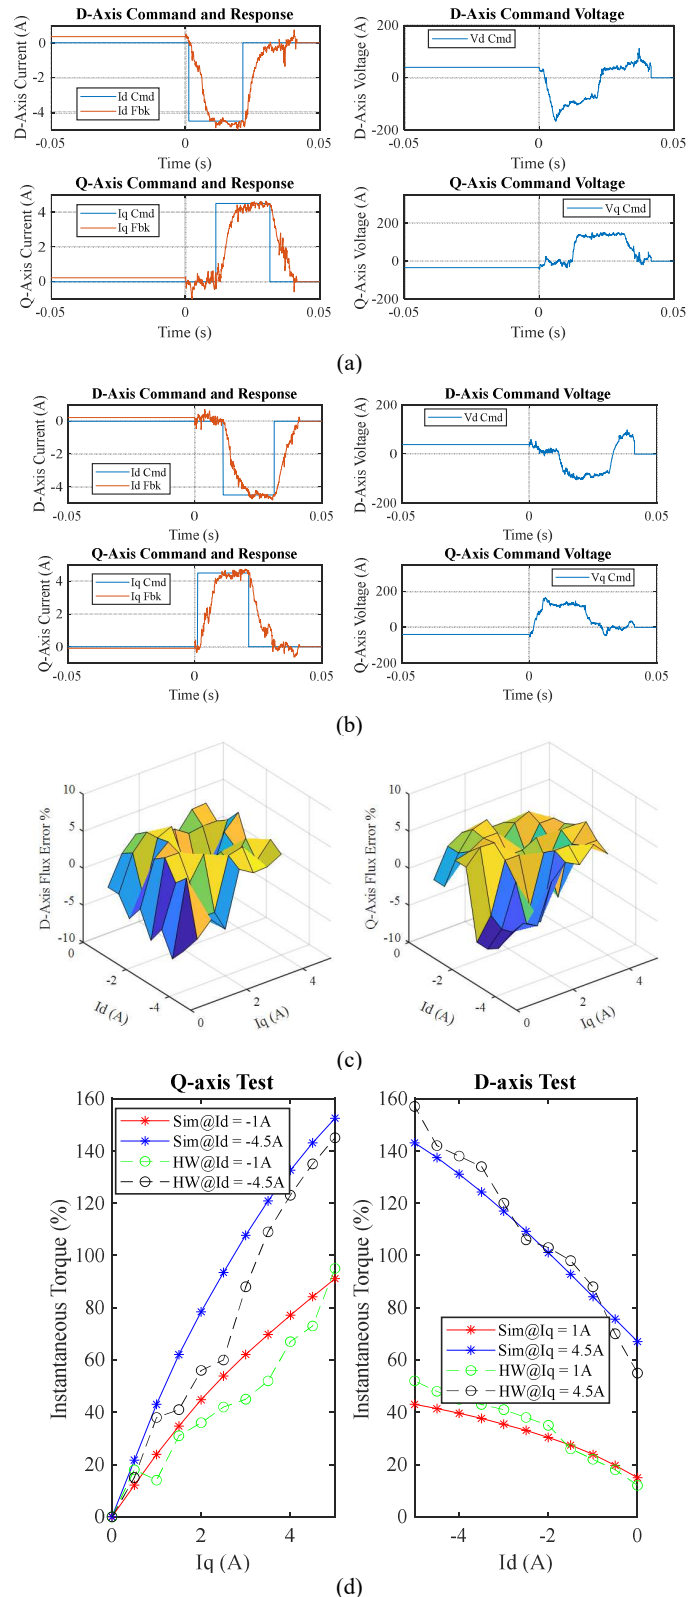 D-Axis Command and Response
D-Axis Current (A)
0
-2
-4
Id Cmd
Id Fbk
-0.05
0
0.05
Time (s)
D-Axis Command Voltage
D-Axis Voltage (A)
200
0
-200
Vd Cmd
-0.05
0
0.05
Time (s)
Q-Axis Command and Response
Q-Axis Current (A)
4
2
0
Iq Cmd
Iq Fbk
-0.05
0
0.05
Time (s)
Q-Axis Command Voltage
Q-Axis Voltage (A)
200
0
-200
Vq Cmd
-0.05
0
0.05
Time (s)
(a)
D-Axis Command and Response
D-Axis Current (A)
0
-2
-4
Id Cmd
Id Fbk
-0.05
0
0.05
Time (s)
D-Axis Command Voltage
D-Axis Voltage (A)
200
0
-200
Vd Cmd
-0.05
0
0.05
Time (s)
Q-Axis Command and Response
Q-Axis Current (A)
4
2
0
Iq Cmd
Iq Fbk
-0.05
0
0.05
Time (s)
Q-Axis Command Voltage
Q-Axis Voltage (A)
200
0
-200
Vq Cmd
-0.05
0
0.05
Time (s)
(b)
D-Axis Flux Error %
10
5
0
-5
-10
0
-2
-4
Id (A)
0
2
4
Iq (A)
Q-Axis Flux Error %
10
5
0
-5
-10
0
-2
-4
Id (A)
0
2
4
Iq (A)
(c)
Q-axis Test
Instantaneous Torque (%)
160
140
120
100
80
60
40
20
0
Sim@Id = -1A
Sim@Id = -4.5A
HW@Id = -1A
HW@Id = -4.5A
0
2
4
Iq (A)
D-axis Test
Instantaneous Torque (%)
160
140
120
100
80
60
40
20
0
Sim@Iq = 1A
Sim@Iq = 4.5A
HW@Iq = 1A
HW@Iq = 4.5A
-4
-2
0
Id (A)
(d)